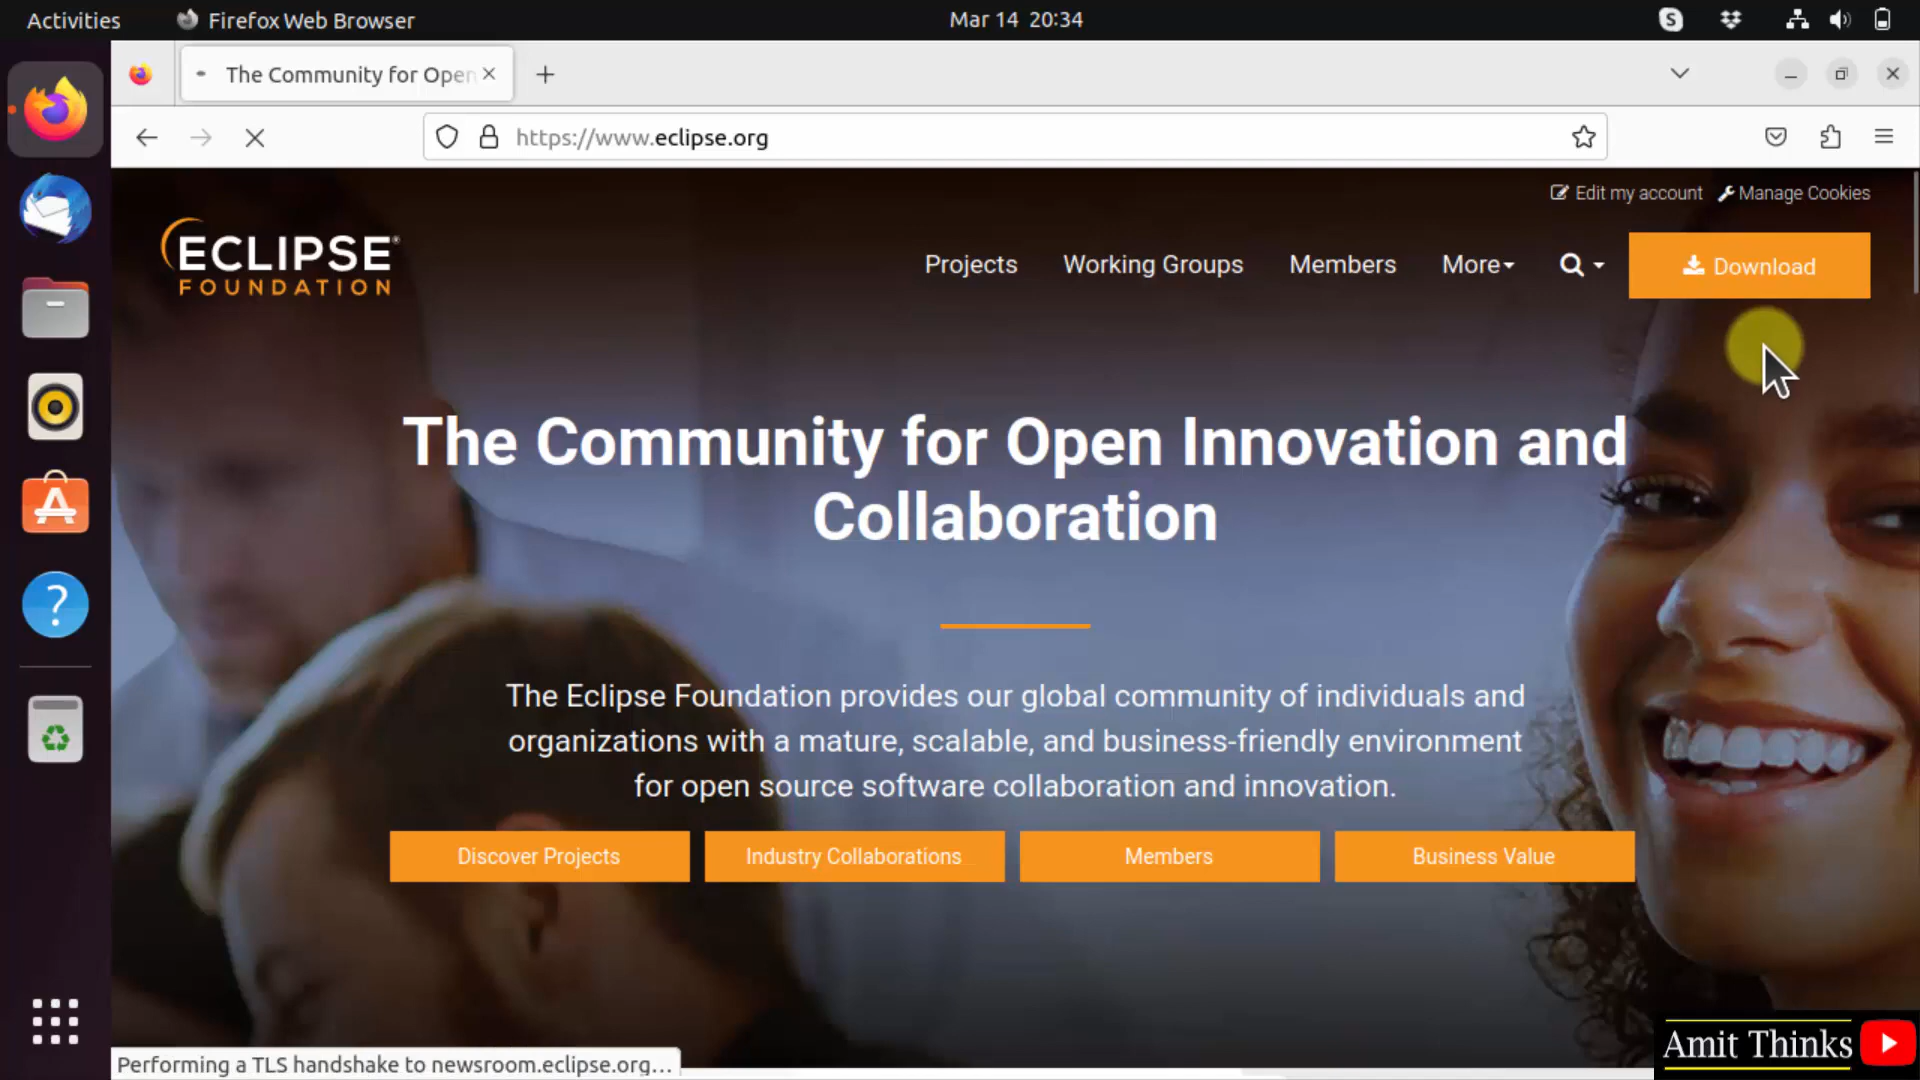 Activities
Firefox Web Browser
Mar 14 20:34
The Community for Open
https://www.eclipse.org
Edit my account
Manage Cookies
ECLIPSE
FOUNDATION
Projects
Working Groups
Members
More
Download
The Community for Open Innovation and
Collaboration
The Eclipse Foundation provides our global community of individuals and
organizations with a mature, scalable, and business-friendly environment
for open source software collaboration and innovation.
Discover Projects
Industry Collaborations
Members
Business Value
Performing a TLS handshake to newsroom.eclipse.org…
Amit Thinks